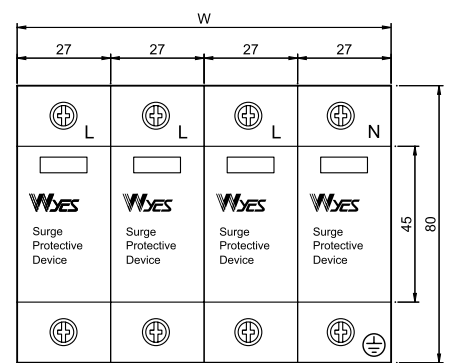 W
27 27 27 27
L L L N
WYES WYES WYES WYES
Surge Surge Surge Surge
Protective Protective Protective Protective
Device Device Device Device
45
80